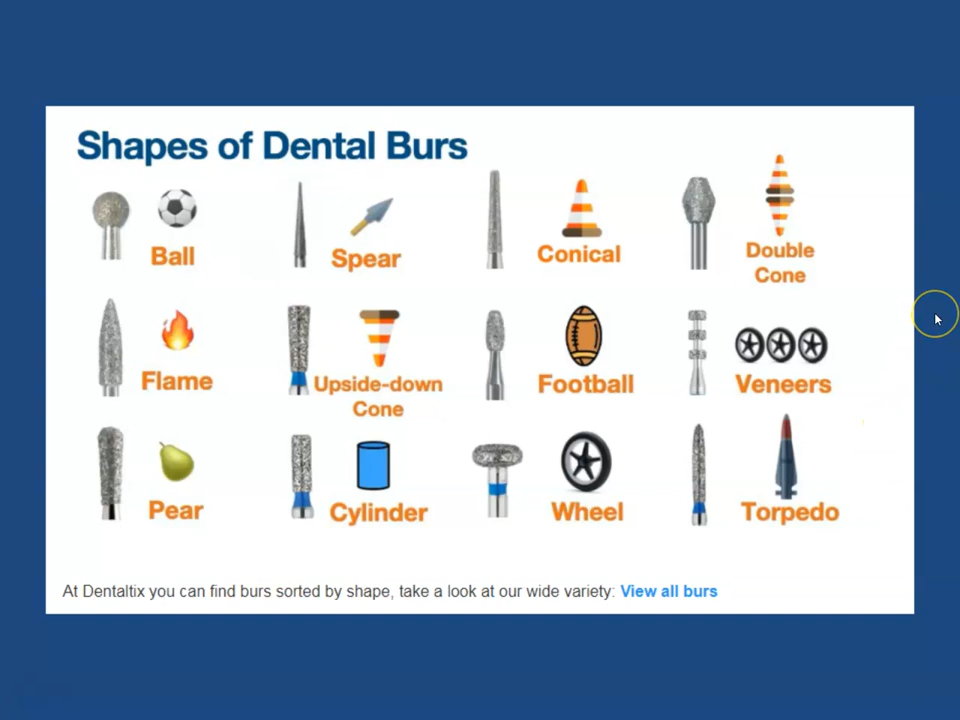 Shapes of Dental Burs
Ball
Spear
Conical
Double
Cone
Flame
Upside-down
Cone
Football
Veneers
Pear
Cylinder
Wheel
Torpedo
At Dentaltix you can find burs sorted by shape, take a look at our wide variety: View all burs